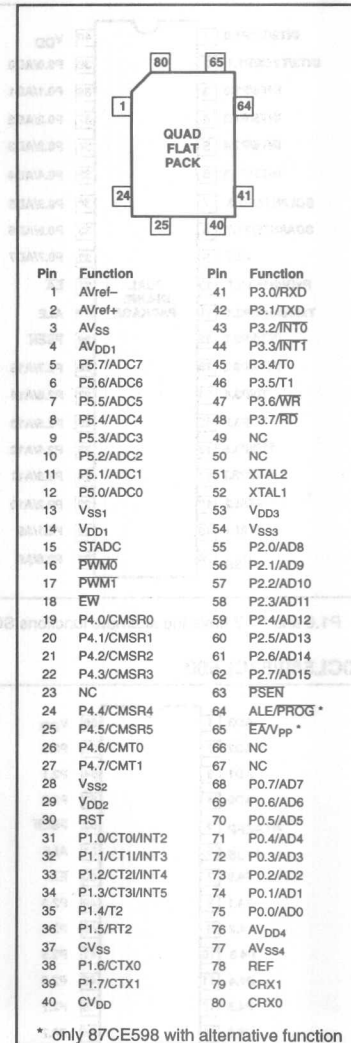 80 65
1 64
QUAD
FLAT
PACK
24 41
25 40
Pin Function Pin Function
1 AVref– 41 P3.0/RXD
2 AVref+ 42 P3.1/TXD
3 AVSS 43 P3.2/INT0
4 AVDD1 44 P3.3/INT1
5 P5.7/ADC7 45 P3.4/T0
6 P5.6/ADC6 46 P3.5/T1
7 P5.5/ADC5 47 P3.6/WR
8 P5.4/ADC4 48 P3.7/RD
9 P5.3/ADC3 49 NC
10 P5.2/ADC2 50 NC
11 P5.1/ADC1 51 XTAL2
12 P5.0/ADC0 52 XTAL1
13 VSS1 53 VDD3
14 VDD1 54 VSS3
15 STADC 55 P2.0/AD8
16 PWM0 56 P2.1/AD9
17 PWM1 57 P2.2/AD10
18 EW 58 P2.3/AD11
19 P4.0/CMSR0 59 P2.4/AD12
20 P4.1/CMSR1 60 P2.5/AD13
21 P4.2/CMSR2 61 P2.6/AD14
22 P4.3/CMSR3 62 P2.7/AD15
23 NC 63 PSEN
24 P4.4/CMSR4 64 ALE/PROG *
25 P4.5/CMSR5 65 EA/VPP *
26 P4.6/CMT0 66 NC
27 P4.7/CMT1 67 NC
28 VSS2 68 P0.7/AD7
29 VDD2 69 P0.6/AD6
30 RST 70 P0.5/AD5
31 P1.0/CT0I/INT2 71 P0.4/AD4
32 P1.1/CT1I/INT3 72 P0.3/AD3
33 P1.2/CT2I/INT4 73 P0.2/AD2
34 P1.3/CT3I/INT5 74 P0.1/AD1
35 P1.4/T2 75 P0.0/AD0
36 P1.5/RT2 76 AVDD4
37 CVSS 77 AVSS4
38 P1.6/CTX0 78 REF
39 P1.7/CTX1 79 CRX1
40 CVDD 80 CRX0
* only 87CE598 with alternative function